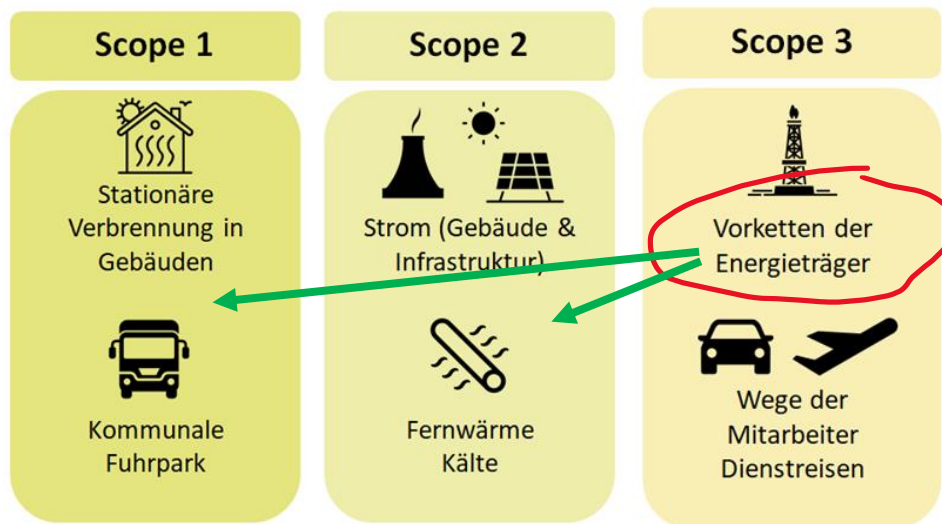 Scope 1
Stationäre
Verbrennung in
Gebäuden
Kommunale
Fuhrpark
Scope 2
Strom (Gebäude &
Infrastruktur)
Fernwärme
Kälte
Scope 3
Vorketten der
Energieträger
Wege der
Mitarbeiter
Dienstreisen